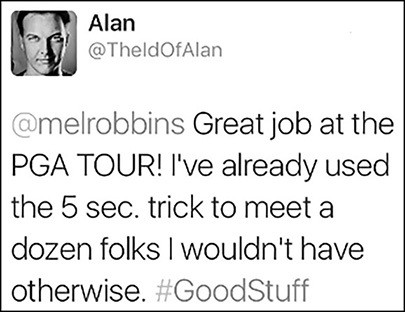 Alan
@TheIdOfAlan
@melrobbins Great job at the
PGA TOUR! I've already used
the 5 sec. trick to meet a
dozen folks I wouldn't have
otherwise. #GoodStuff